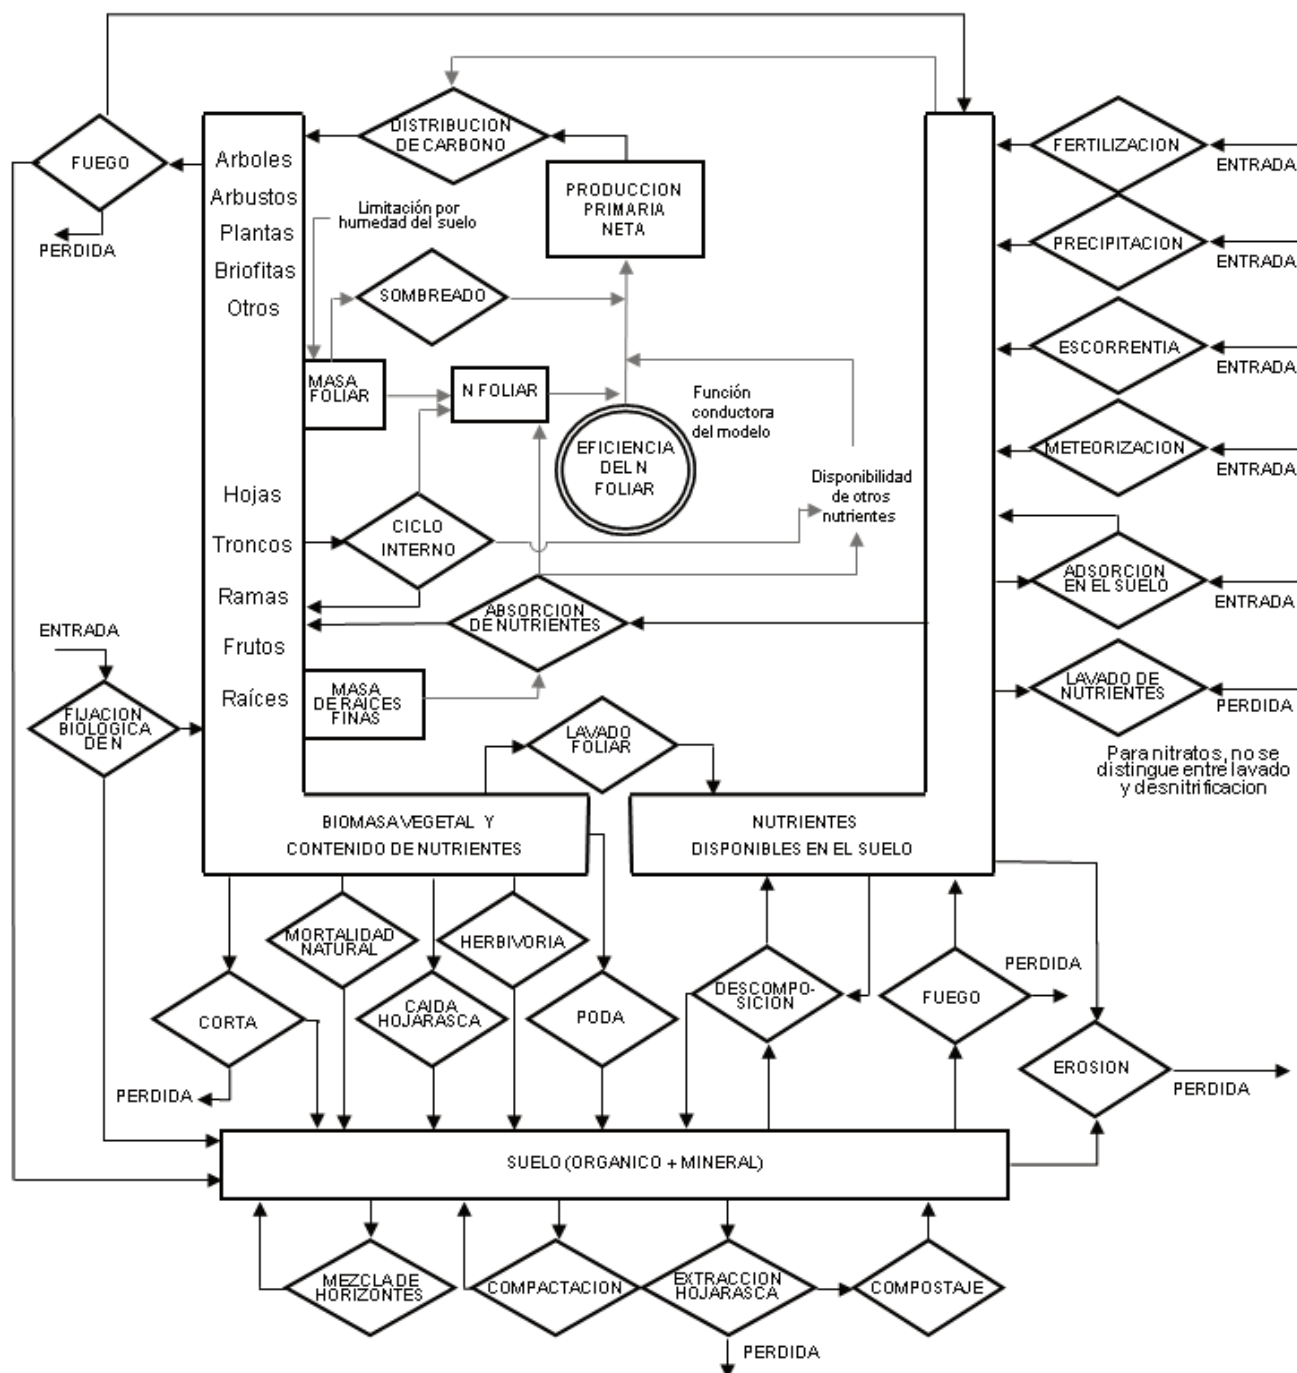 FUEGO
PERDIDA
Arboles
Arbustos
Plantas
Briofitas
Otros
Hojas
Troncos
Ramas
Frutos
Raíces
DISTRIBUCION
DE CARBONO
PRODUCCION
PRIMARIA
NETA
Limitación por
humedad del suelo
SOMBREADO
MASA
FOLIAR
N FOLIAR
EFICIENCIA
DEL N
FOLIAR
Función
conductora
del modelo
Disponibilidad
de otros
nutrientes
CICLO
INTERNO
ABSORCION
DE NUTRIENTES
MASA
DE RAICES
FINAS
LAVADO
FOLIAR
ENTRADA
FIJACION
BIOLOGICA
DE N
BIOMASA VEGETAL Y
CONTENIDO DE NUTRIENTES
NUTRIENTES
DISPONIBLES EN EL SUELO
FERTILIZACION
ENTRADA
PRECIPITACION
ENTRADA
ESCORRENTIA
ENTRADA
METEORIZACION
ENTRADA
ADSORCION
EN EL SUELO
ENTRADA
LAVADO DE
NUTRIENTES
PERDIDA
Para nitratos, no se
distingue entre lavado
y desnitrificacion
MORTALIDAD
NATURAL
HERBIVORIA
CORTA
PERDIDA
CAIDA
HOJARASCA
PODA
DESCOMPO-
SICION
FUEGO
PERDIDA
EROSION
PERDIDA
SUELO (ORGANICO + MINERAL)
MEZCLA DE
HORIZONTES
COMPACTACION
EXTRACCION
HOJARASCA
COMPOSTAJE
PERDIDA